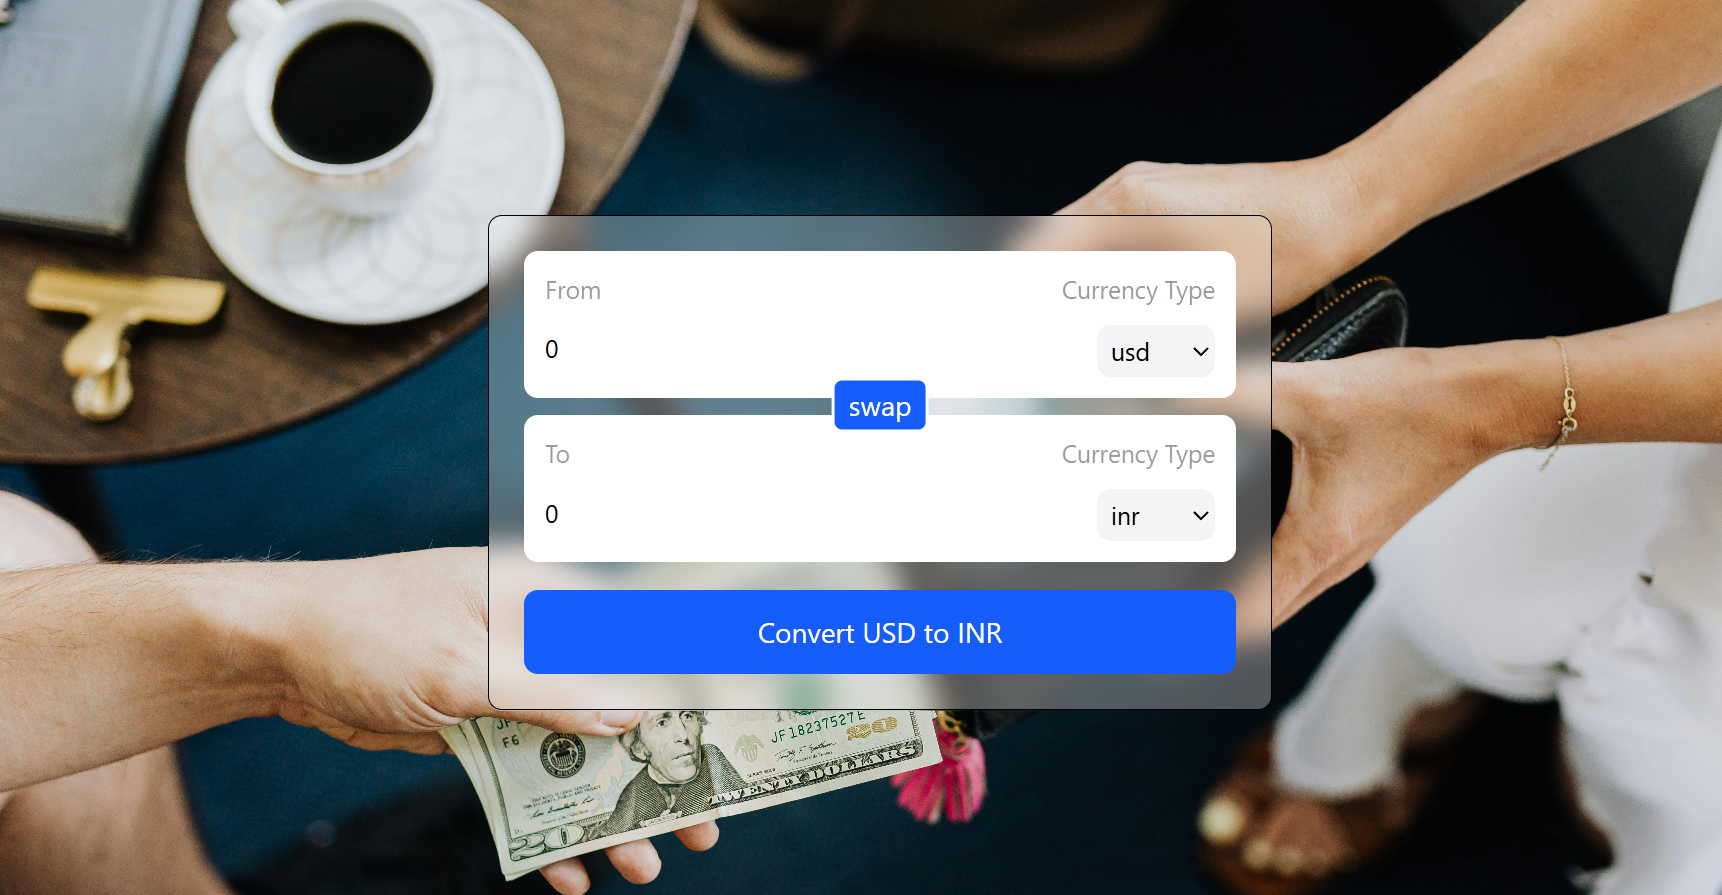 From
Currency Type
0
usd
swap
To
Currency Type
0
inr
Convert USD to INR
F6
JF 18237527 E
20
TWENTY DOLLARS
20